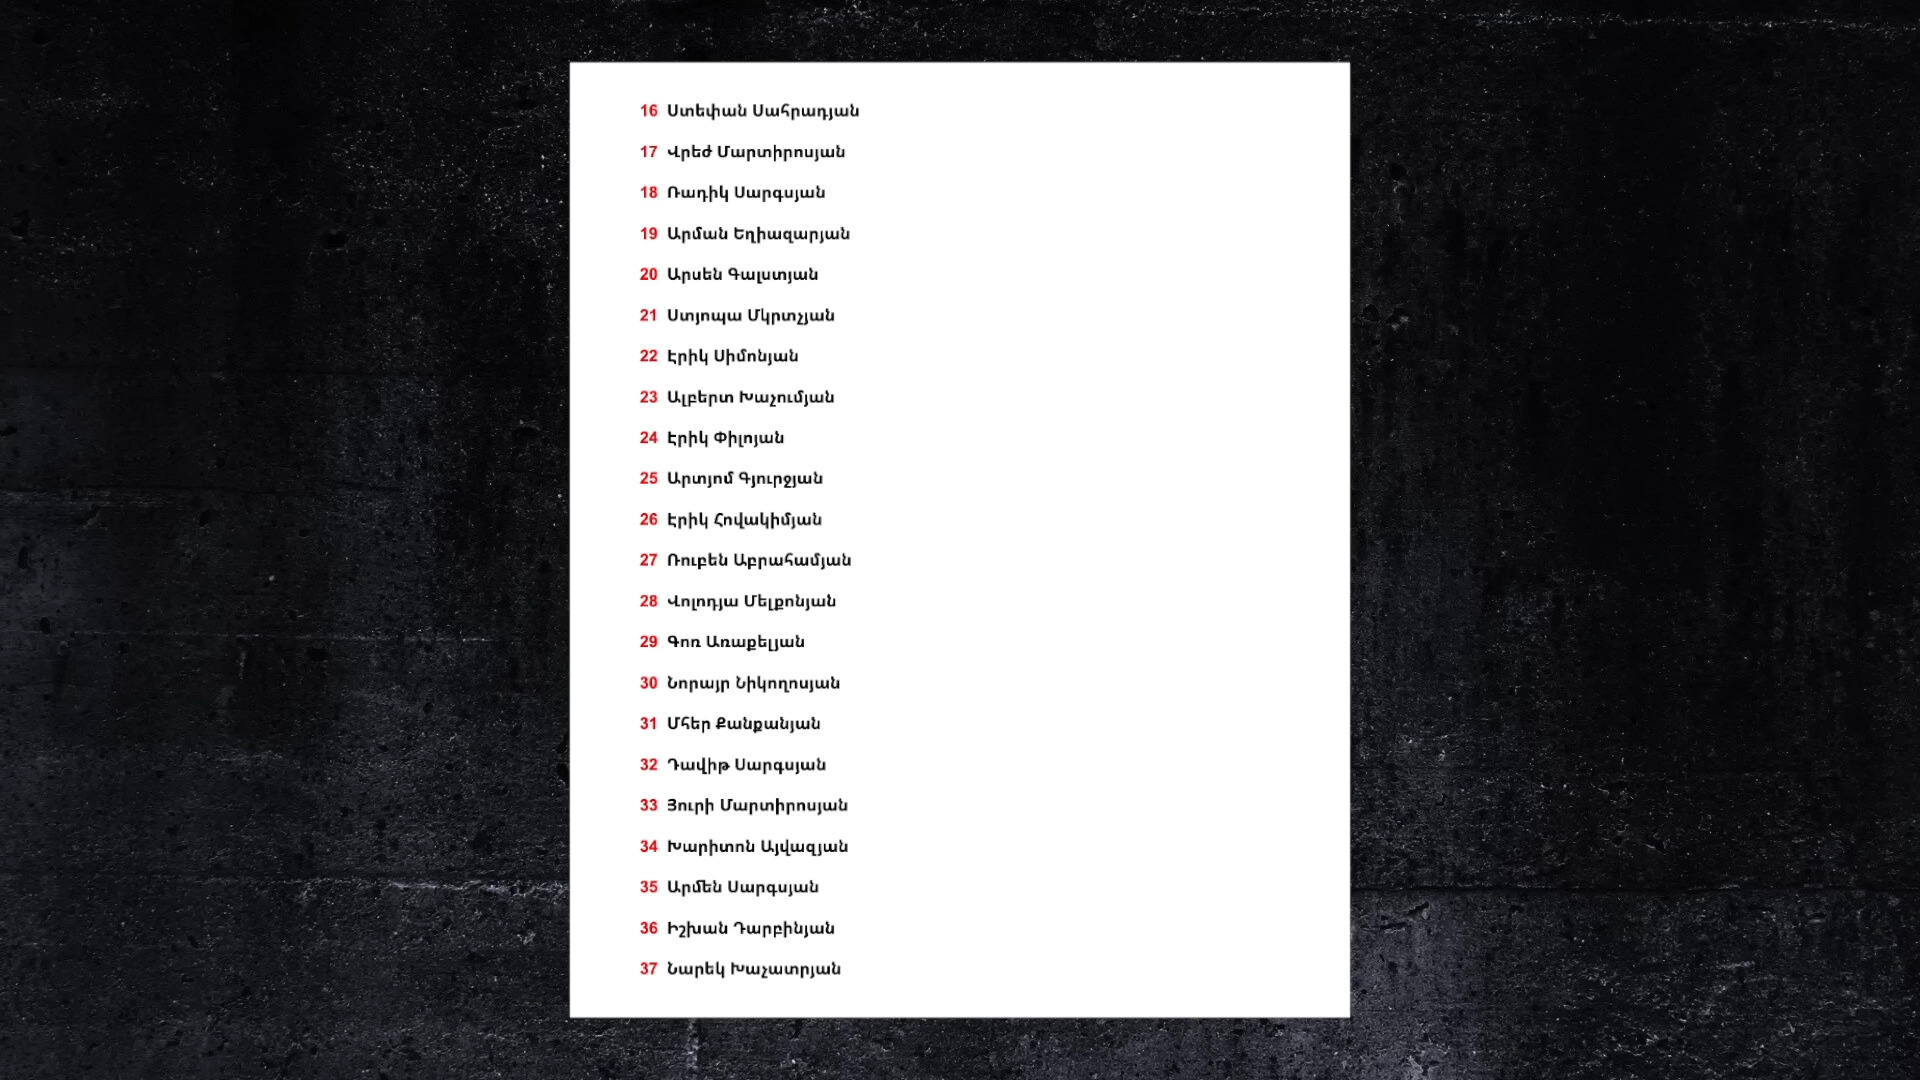 16 Ստեփան Սահրադյան
17 Վրեժ Մարտիրոսյան
18 Ռադիկ Սարգսյան
19 Արման Եղիազարյան
20 Արսեն Գալստյան
21 Ստյոպա Մկրտչյան
22 Էրիկ Սիմոնյան
23 Ալբերտ Խաչումյան
24 Էրիկ Փիլոյան
25 Արտյոմ Գյուրջյան
26 Էրիկ Հովակիմյան
27 Ռուբեն Աբրահամյան
28 Վոլոդյա Մելքոնյան
29 Գոռ Առաքելյան
30 Նորայր Նիկողոսյան
31 Մհեր Քանքանյան
32 Դավիթ Սարգսյան
33 Յուրի Մարտիրոսյան
34 Խարիտոն Այվազյան
35 Արմեն Սարգսյան
36 Իշխան Դարբինյան
37 Նարեկ Խաչատրյան